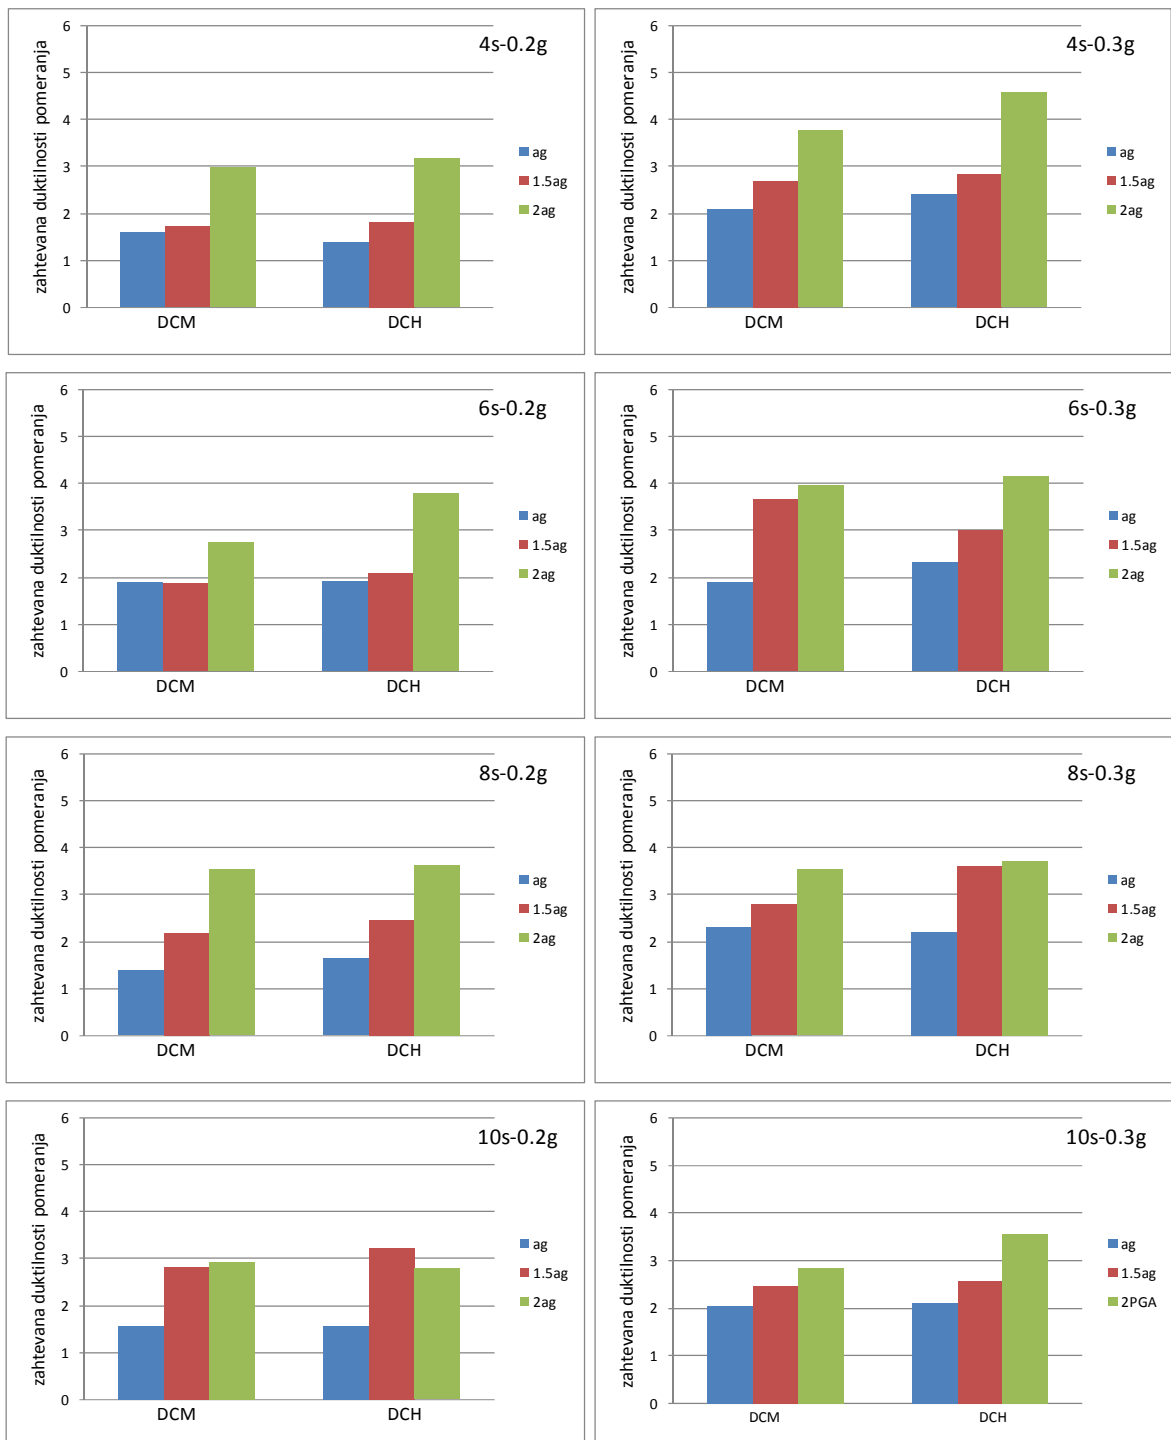 4s-0.2g
zahtevana duktilnosti pomeranja
6
5
4
3
2
1
0
DCM
DCH
ag
1.5ag
2ag
4s-0.3g
zahtevana duktilnosti pomeranja
6
5
4
3
2
1
0
DCM
DCH
ag
1.5ag
2ag
6s-0.2g
zahtevana duktilnosti pomeranja
6
5
4
3
2
1
0
DCM
DCH
ag
1.5ag
2ag
6s-0.3g
zahtevana duktilnosti pomeranja
6
5
4
3
2
1
0
DCM
DCH
ag
1.5ag
2ag
8s-0.2g
zahtevana duktilnosti pomeranja
6
5
4
3
2
1
0
DCM
DCH
ag
1.5ag
2ag
8s-0.3g
zahtevana duktilnosti pomeranja
6
5
4
3
2
1
0
DCM
DCH
ag
1.5ag
2ag
10s-0.2g
zahtevana duktilnosti pomeranja
6
5
4
3
2
1
0
DCM
DCH
ag
1.5ag
2ag
10s-0.3g
zahtevana duktilnosti pomeranja
6
5
4
3
2
1
0
DCM
DCH
ag
1.5ag
2PGA